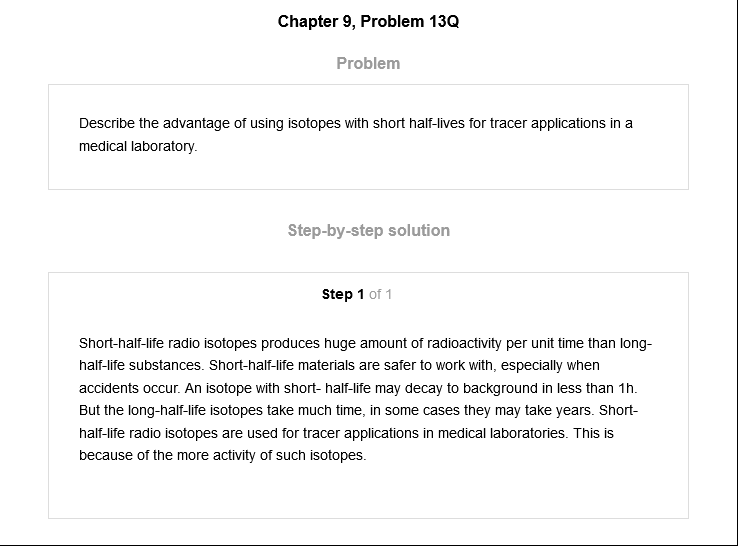 Chapter 9, Problem 13Q
Problem
Describe the advantage of using isotopes with short half-lives for tracer applications in a
medical laboratory.
Step-by-step solution
Step 1 of 1
Short-half-life radio isotopes produces huge amount of radioactivity per unit time than long-
half-life substances. Short-half-life materials are safer to work with, especially when
accidents occur. An isotope with short- half-life may decay to background in less than 1h.
But the long-half-life isotopes take much time, in some cases they may take years. Short-
half-life radio isotopes are used for tracer applications in medical laboratories. This is
because of the more activity of such isotopes.